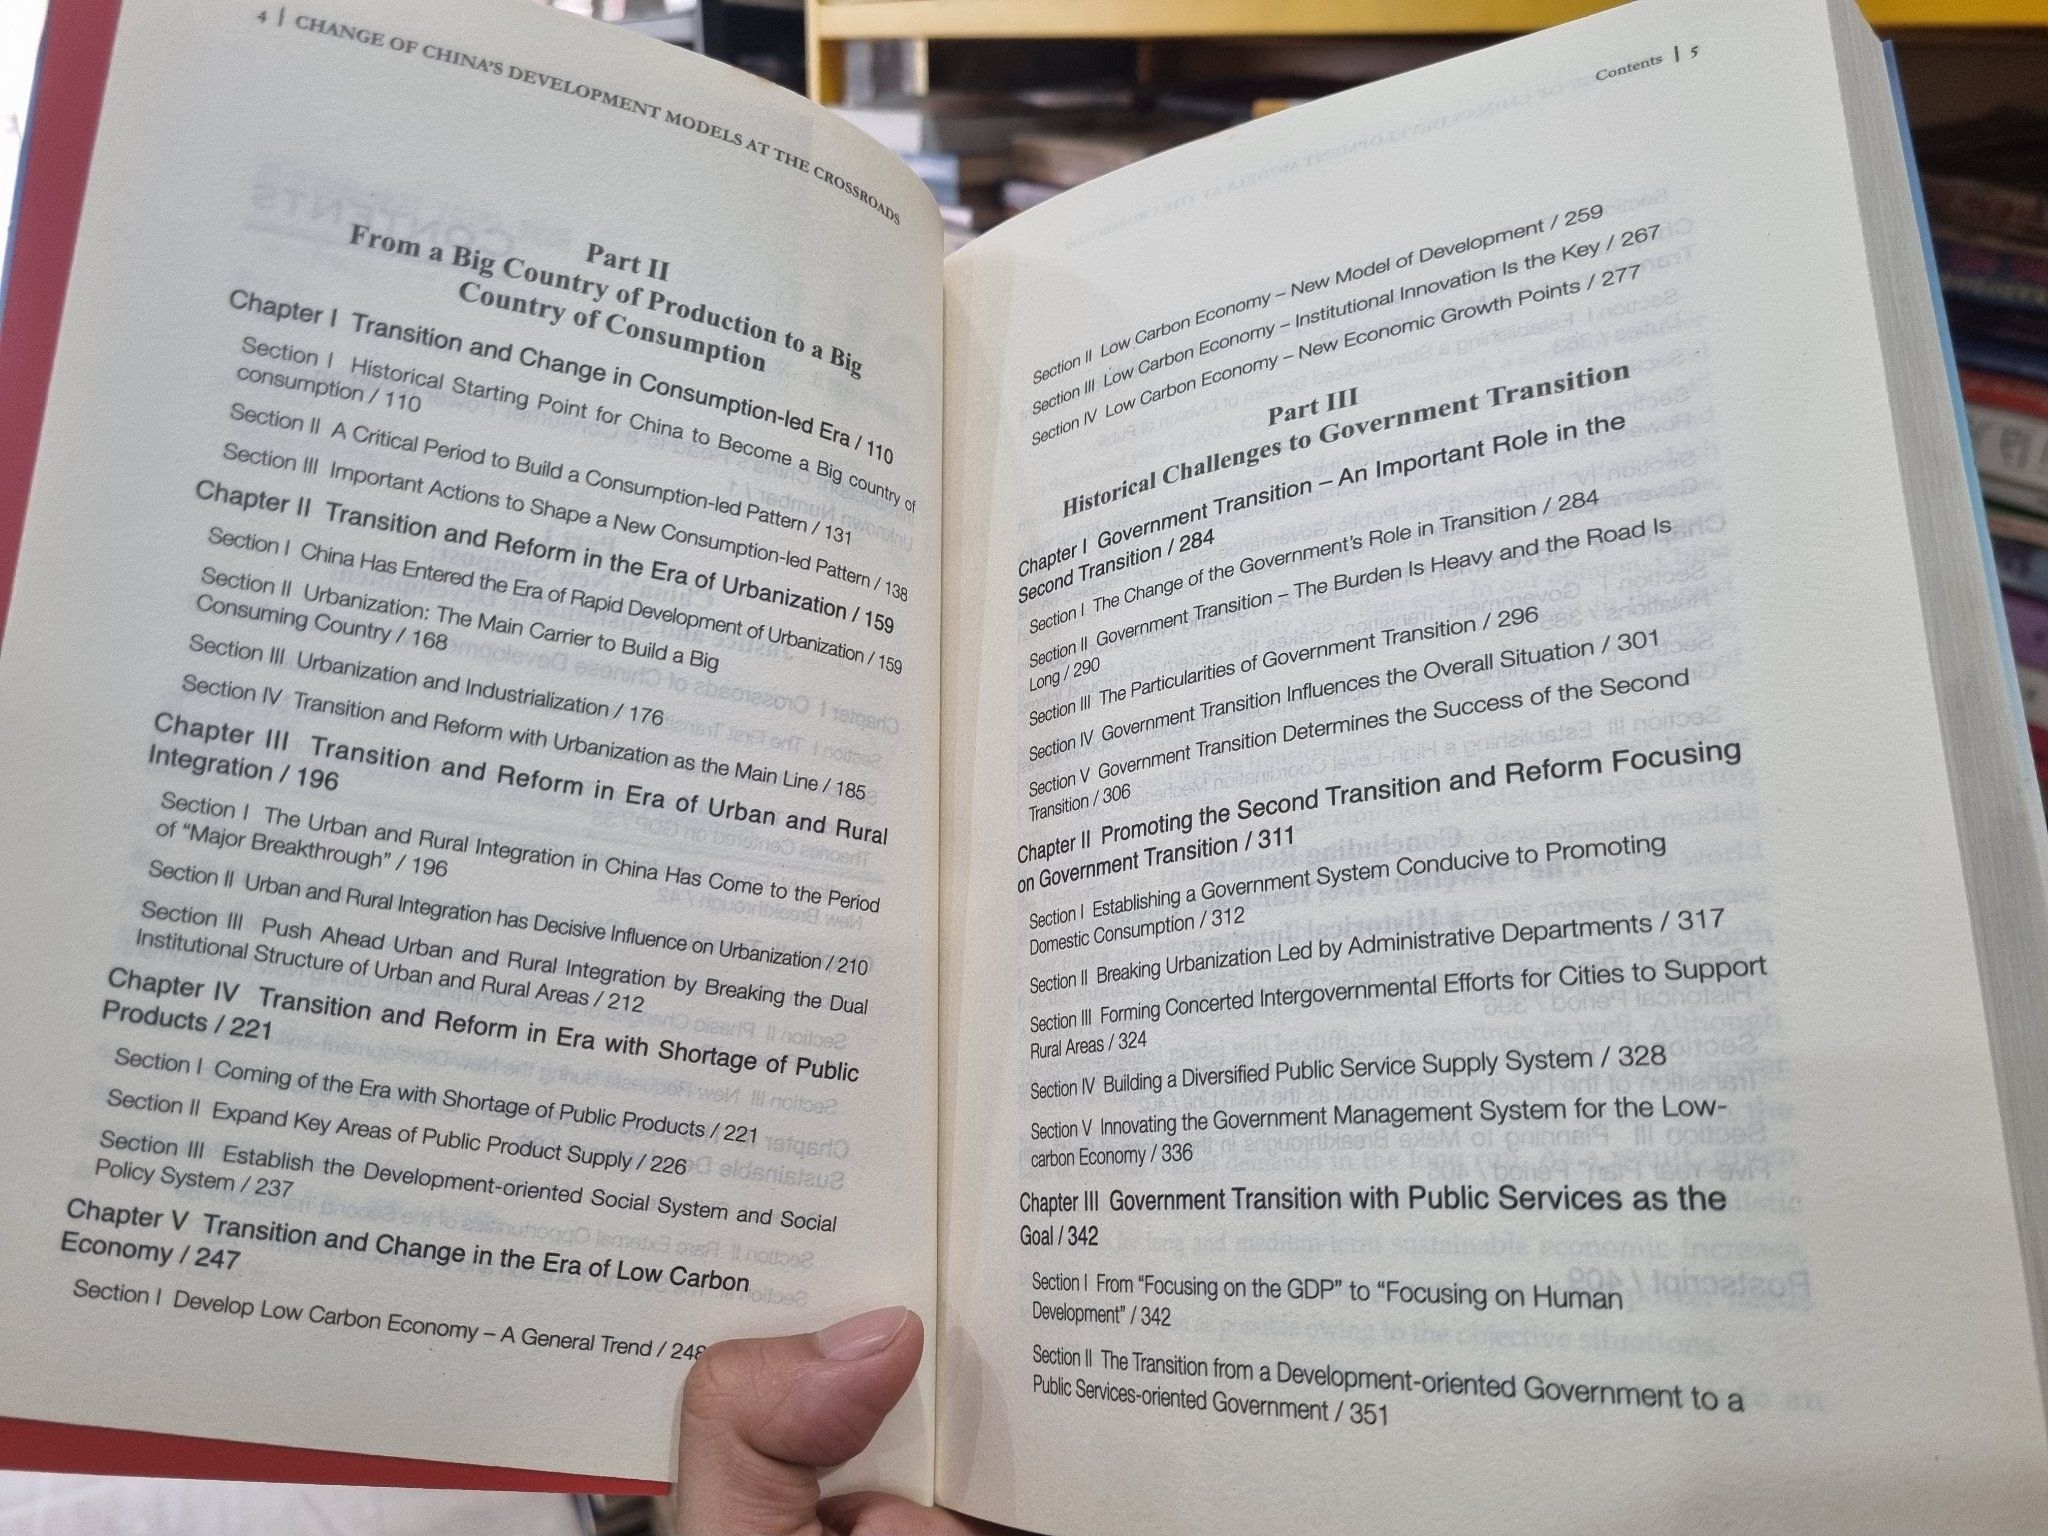 4 | CHANGE OF CHINA'S DEVELOPMENT MODELS AT THE CROSSROADS
Part II
From a Big Country of Production to a Big
Country of Consumption
Chapter I Transition and Change in Consumption-led Era / 110
Section I Historical Starting Point for China to Become a Big country of
consumption / 110
Section II A Critical Period to Build a Consumption-led Pattern / 131
Section III Important Actions to Shape a New Consumption-led Pattern / 138
Chapter II Transition and Reform in the Era of Urbanization / 159
Section I China Has Entered the Era of Rapid Development of Urbanization / 159
Section II Urbanization: The Main Carrier to Build a Big
Consuming Country / 168
Section III Urbanization and Industrialization / 176
Section IV Transition and Reform with Urbanization as the Main Line / 185
Chapter III Transition and Reform in Era of Urban and Rural
Integration / 196
Section I The Urban and Rural Integration in China Has Come to the Period
of "Major Breakthrough" / 196
Section II Urban and Rural Integration has Decisive Influence on Urbanization / 210
Section III Push Ahead Urban and Rural Integration by Breaking the Dual
Institutional Structure of Urban and Rural Areas / 212
Chapter IV Transition and Reform in Era with Shortage of Public
Products / 221
Section I Coming of the Era with Shortage of Public Products / 221
Section II Expand Key Areas of Public Product Supply / 226
Section III Establish the Development-oriented Social System and Social
Policy System / 237
Chapter V Transition and Change in the Era of Low Carbon
Economy / 247
Section I Develop Low Carbon Economy – A General Trend / 248
Contents | 5
Section II Low Carbon Economy – New Model of Development / 259
Section III Low Carbon Economy – Institutional Innovation Is the Key / 267
Section IV Low Carbon Economy – New Economic Growth Points / 277
Part III
Historical Challenges to Government Transition
Chapter I Government Transition – An Important Role in the
Second Transition / 284
Section I The Change of the Government's Role in Transition / 284
Section II Government Transition – The Burden Is Heavy and the Road Is
Long / 290
Section III The Particularities of Government Transition / 296
Section IV Government Transition Influences the Overall Situation / 301
Section V Government Transition Determines the Success of the Second
Transition / 306
Chapter II Promoting the Second Transition and Reform Focusing
on Government Transition / 311
Section I Establishing a Government System Conducive to Promoting
Domestic Consumption / 312
Section II Breaking Urbanization Led by Administrative Departments / 317
Section III Forming Concerted Intergovernmental Efforts for Cities to Support
Rural Areas / 324
Section IV Building a Diversified Public Service Supply System / 328
Section V Innovating the Government Management System for the Low-
carbon Economy / 336
Chapter III Government Transition with Public Services as the
Goal / 342
Section I From "Focusing on the GDP" to "Focusing on Human
Development" / 342
Section II The Transition from a Development-oriented Government to a
Public Services-oriented Government / 351